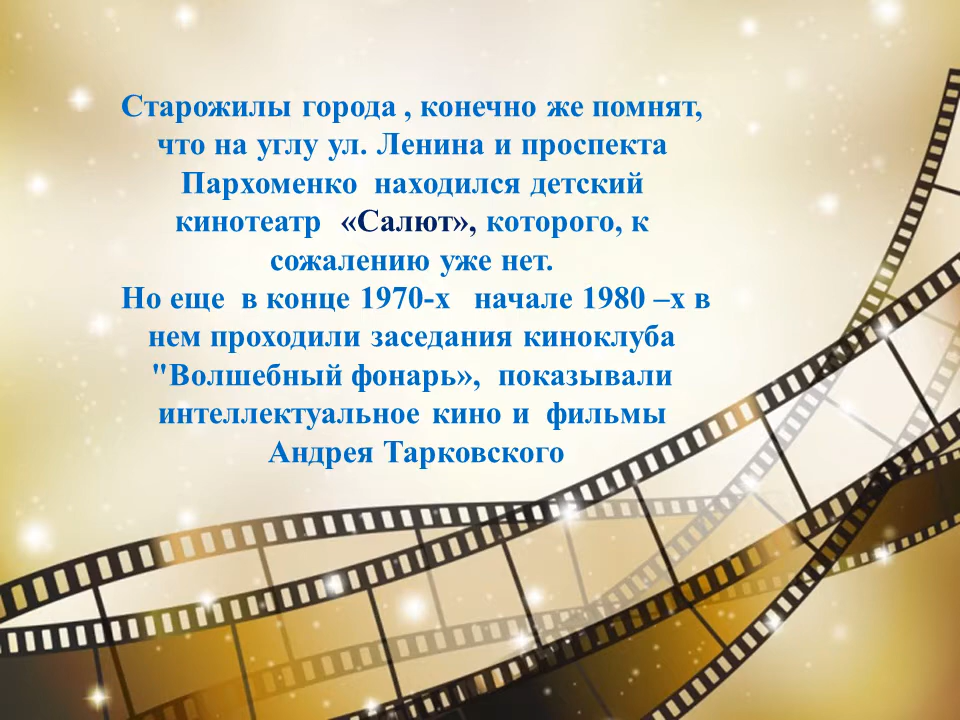 Старожилы города , конечно же помнят,
что на углу ул. Ленина и проспекта
Пархоменко  находился детский
кинотеатр  «Салют», которого, к
сожалению уже нет.
Но еще  в конце 1970-х   начале 1980 –х в
нем проходили заседания киноклуба
"Волшебный фонарь»,  показывали
интеллектуальное кино и  фильмы
Андрея Тарковского